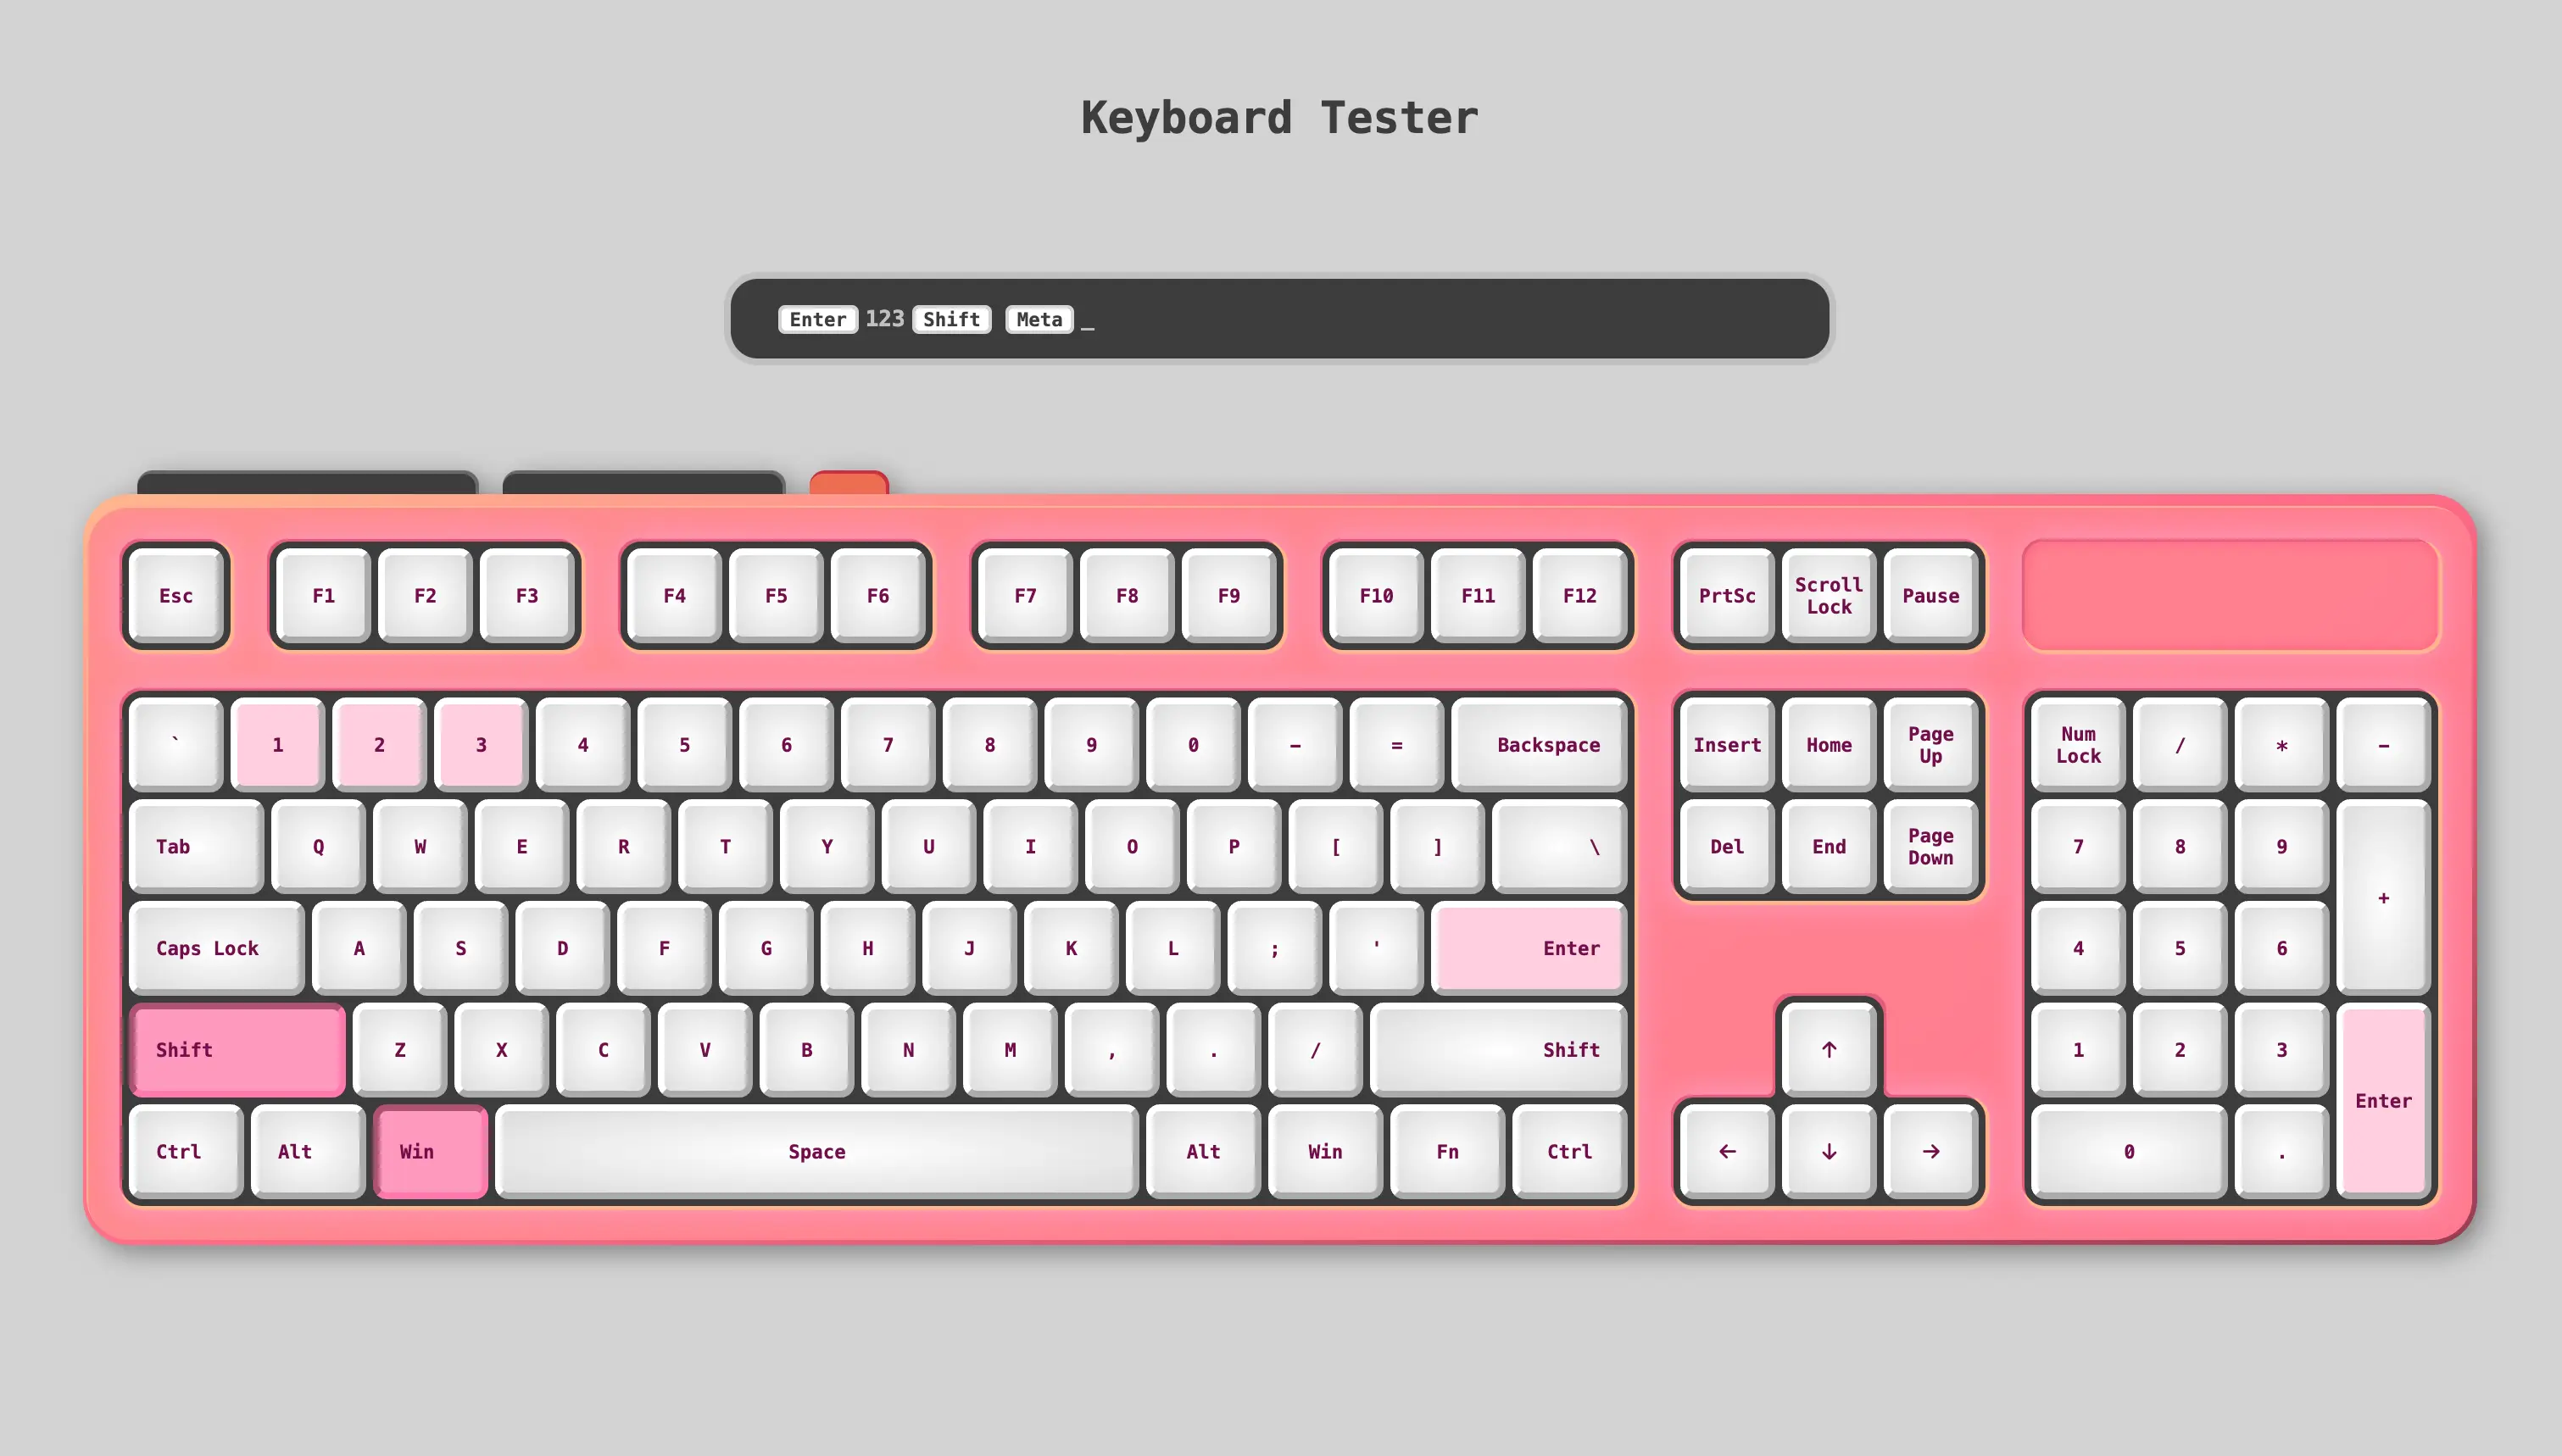 Keyboard Tester
Enter 123 Shift Meta _
Esc F1 F2 F3 F4 F5 F6 F7 F8 F9 F10 F11 F12 PrtSc Scroll Lock Pause
` 1 2 3 4 5 6 7 8 9 0 - = Backspace Insert Home Page Up Num Lock / * -
Tab Q W E R T Y U I O P [ ] \ Del End Page Down 7 8 9 +
Caps Lock A S D F G H J K L ; ' Enter 4 5 6
Shift Z X C V B N M , . / Shift ↑ 1 2 3 Enter
Ctrl Alt Win Space Alt Win Fn Ctrl ← ↓ → 0 .